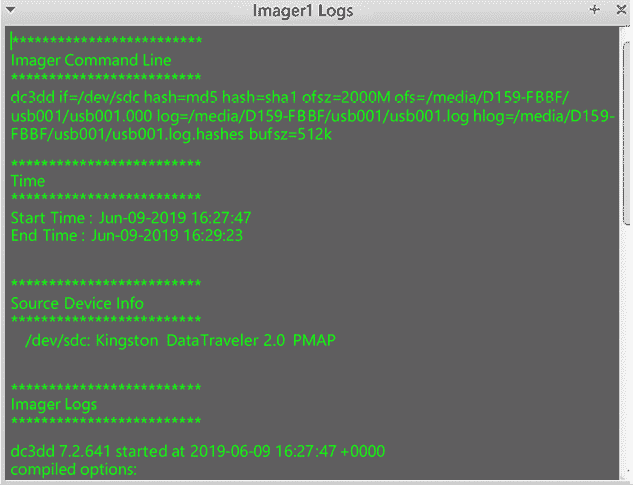 Imager1 Logs
*************************
Imager Command Line
*************************
dc3dd if=/dev/sdc hash=md5 hash=sha1 ofsz=2000M ofs=/media/D159-FBBF/
usb001/usb001.000 log=/media/D159-FBBF/usb001/usb001.log hlog=/media/D159-
FBBF/usb001/usb001.log.hashes bufsz=512k
*************************
Time
*************************
Start Time : Jun-09-2019 16:27:47
End Time : Jun-09-2019 16:29:23
*************************
Source Device Info
*************************
/dev/sdc: Kingston DataTraveler 2.0 PMAP
*************************
Imager Logs
*************************
dc3dd 7.2.641 started at 2019-06-09 16:27:47 +0000
compiled options: